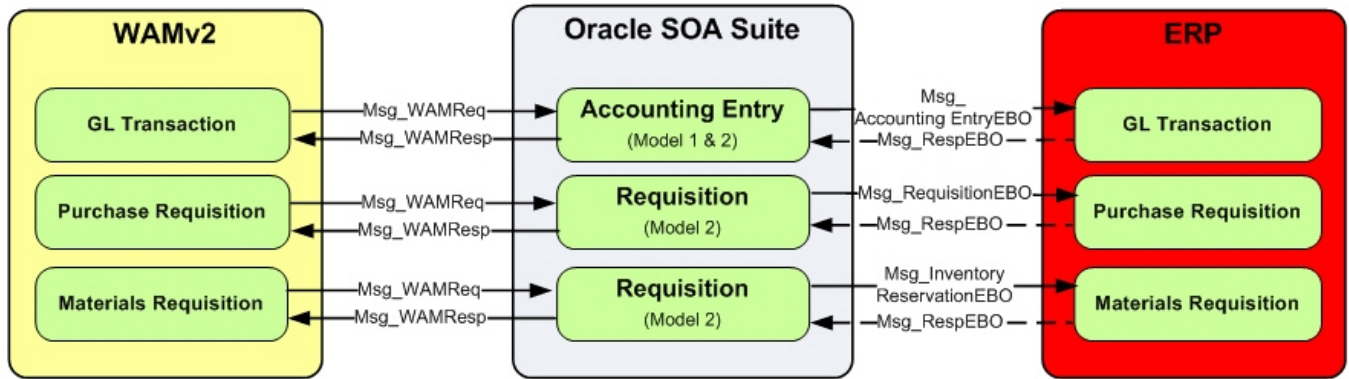 WAMv2
Oracle SOA Suite
ERP
GL Transaction
Msg_WAMReq
Msg_WAMResp
Accounting Entry
(Model 1 & 2)
Msg_
Accounting EntryEBO
Msg_RespEBO
GL Transaction
Purchase Requisition
Msg_WAMReq
Msg_WAMResp
Requisition
(Model 2)
Msg_RequisitionEBO
Msg_RespEBO
Purchase Requisition
Materials Requisition
Msg_WAMReq
Msg_WAMResp
Requisition
(Model 2)
Msg_Inventory
ReservationEBO
Msg_RespEBO
Materials Requisition